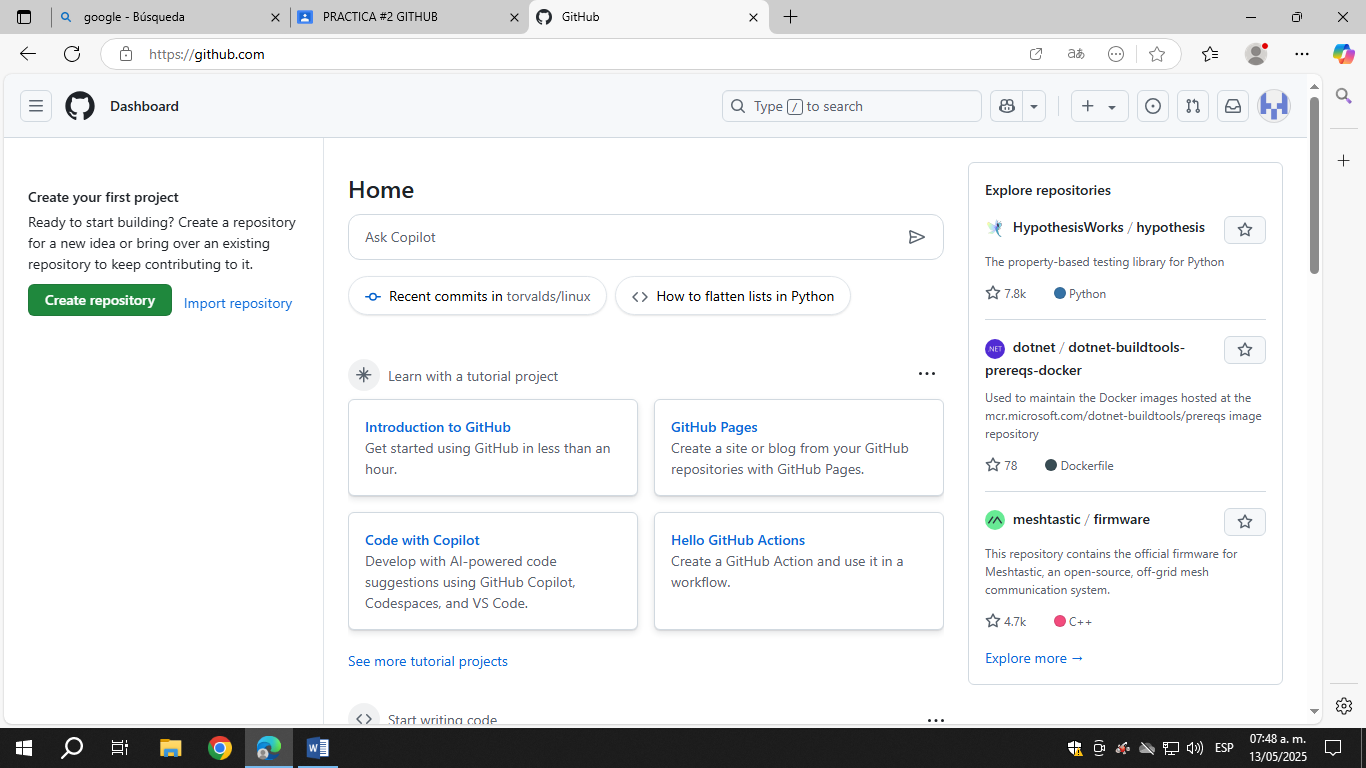 google - Búsqueda
PRACTICA #2 GITHUB
GitHub
https://github.com
aあ
Dashboard
Type / to search
Create your first project
Ready to start building? Create a repository
for a new idea or bring over an existing
repository to keep contributing to it.
Create repository
Import repository
Home
Ask Copilot
Recent commits in torvalds/linux
How to flatten lists in Python
Learn with a tutorial project
Introduction to GitHub
Get started using GitHub in less than an
hour.
GitHub Pages
Create a site or blog from your GitHub
repositories with GitHub Pages.
Code with Copilot
Develop with AI-powered code
suggestions using GitHub Copilot,
Codespaces, and VS Code.
Hello GitHub Actions
Create a GitHub Action and use it in a
workflow.
See more tutorial projects
Start writing code
Explore repositories
HypothesisWorks / hypothesis
The property-based testing library for Python
7.8k
Python
.NET
dotnet / dotnet-buildtools-
prereqs-docker
Used to maintain the Docker images hosted at the
mcr.microsoft.com/dotnet-buildtools/prereqs image
repository
78
Dockerfile
meshtastic / firmware
This repository contains the official firmware for
Meshtastic, an open-source, off-grid mesh
communication system.
4.7k
C++
Explore more →
ESP
07:48 a. m.
13/05/2025